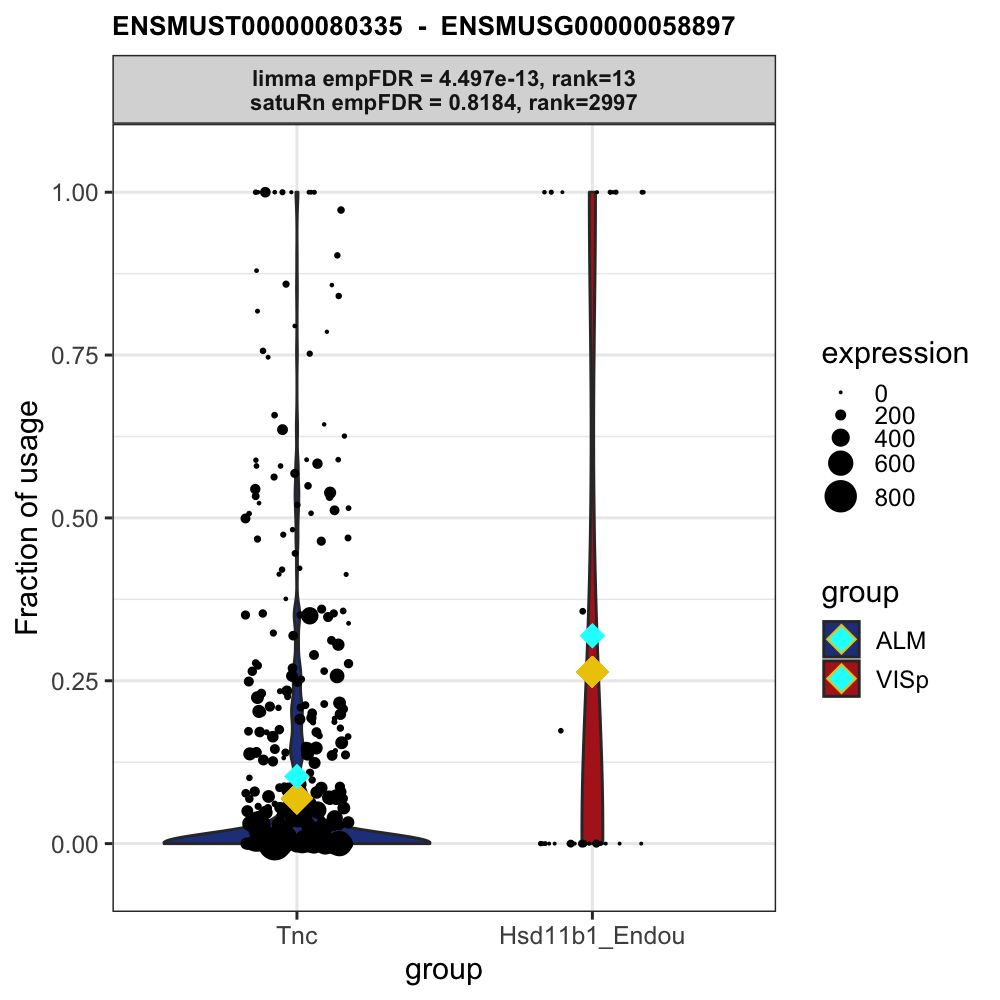 ENSMUST00000080335 - ENSMUSG00000058897
limma empFDR = 4.497e-13, rank=13
satuRn empFDR = 0.8184, rank=2997
Fraction of usage
1.00
0.75
0.50
0.25
0.00
Tnc
Hsd11b1_Endou
group
expression
0
200
400
600
800
group
ALM
VISp